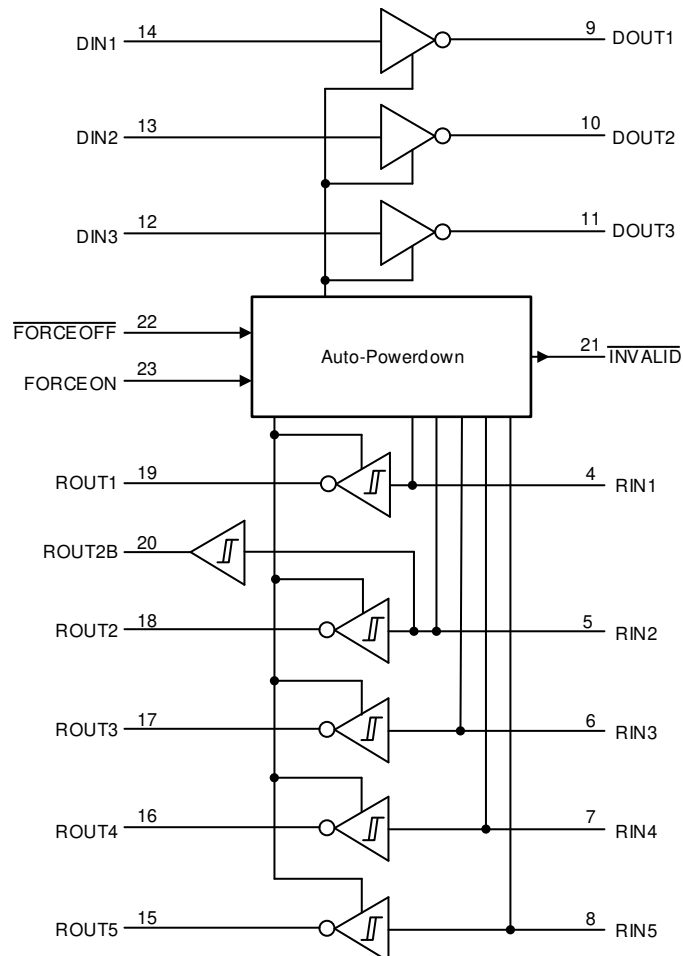 DIN1 14 9 DOUT1
DIN2 13 10 DOUT2
DIN3 12 11 DOUT3
FORCEOFF 22
Auto-Powerdown
21 INVALID
FORCEON 23
ROUT1 19 4 RIN1
ROUT2B 20
ROUT2 18 5 RIN2
ROUT3 17 6 RIN3
ROUT4 16 7 RIN4
ROUT5 15 8 RIN5